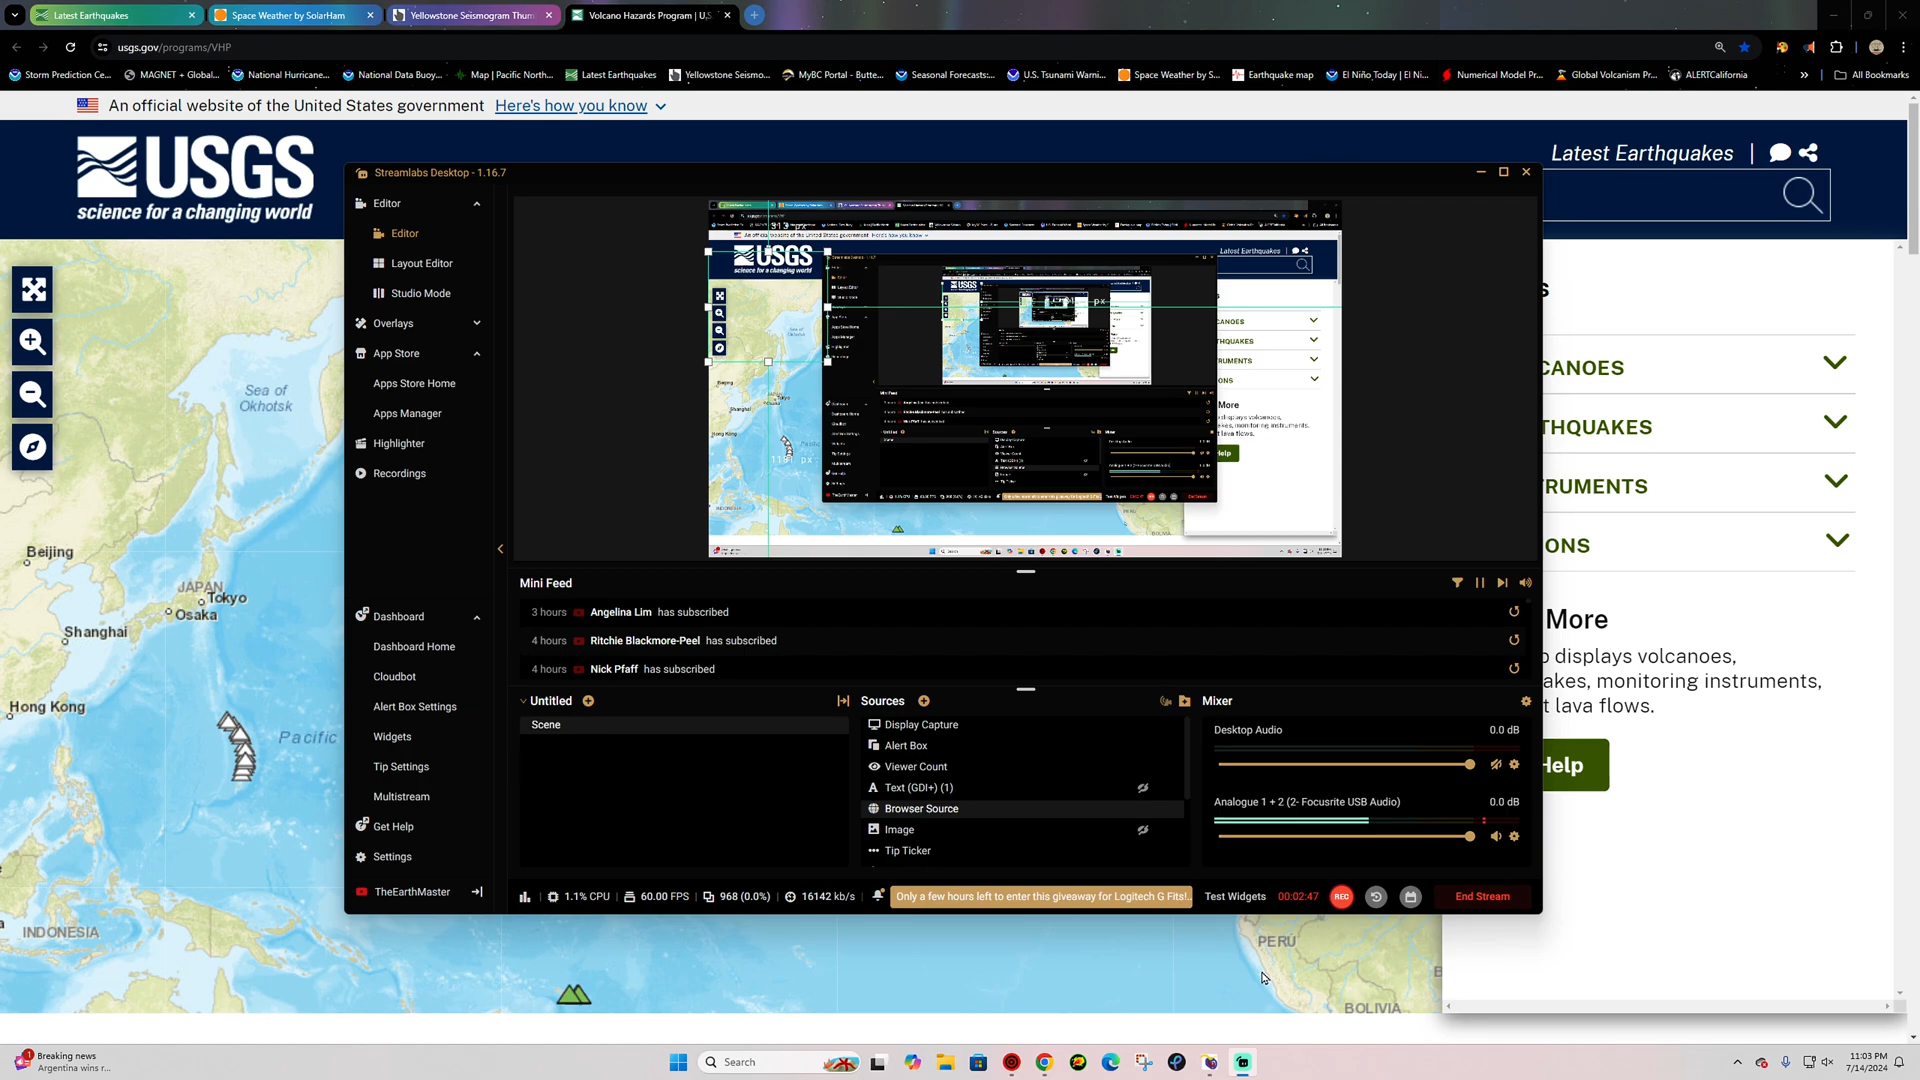 Latest Earthquakes
Space Weather by SolarHam
Yellowstone Seismogram Thum
Volcano Hazards Program | U.S.
usgs.gov/programs/VHP
Storm Prediction Ce...
MAGNET + Global...
National Hurricane...
National Data Buoy...
Map | Pacific North...
Latest Earthquakes
Yellowstone Seismo...
MyBC Portal - Butte...
Seasonal Forecasts:...
U.S. Tsunami Warni...
Space Weather by S...
Earthquake map
El Niño Today | El Ni...
Numerical Model Pr...
Global Volcanism Pr...
ALERTCalifornia
All Bookmarks
An official website of the United States government Here's how you know
USGS
science for a changing world
Latest Earthquakes
Streamlabs Desktop - 1.16.7
Editor
Editor
Layout Editor
Studio Mode
Overlays
App Store
Apps Store Home
Apps Manager
Highlighter
Recordings
Dashboard
Dashboard Home
Cloudbot
Alert Box Settings
Widgets
Tip Settings
Multistream
Get Help
Settings
TheEarthMaster
Mini Feed
3 hours Angelina Lim has subscribed
4 hours Ritchie Blackmore-Peel has subscribed
4 hours Nick Pfaff has subscribed
Untitled
Scene
Sources
Display Capture
Alert Box
Viewer Count
Text (GDI+) (1)
Browser Source
Image
Tip Ticker
Mixer
Desktop Audio 0.0 dB
Analogue 1 + 2 (2- Focusrite USB Audio) 0.0 dB
1.1% CPU
60.00 FPS
968 (0.0%)
16142 kb/s
Only a few hours left to enter this giveaway for Logitech G Fits!..
Test Widgets
00:02:47
REC
End Stream
Sea of
Okhotsk
Beijing
JAPAN
Tokyo
Osaka
Shanghai
Hong Kong
Pacific
INDONESIA
PERÚ
BOLIVIA
CANOES
THQUAKES
RUMENTS
ONS
More
displays volcanoes,
akes, monitoring instruments,
t lava flows.
Help
Breaking news
Argentina wins r...
Search
11:03 PM
7/14/2024